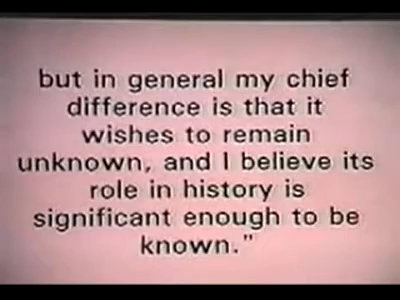 but in general my chief
difference is that it
wishes to remain
unknown, and I believe its
role in history is
significant enough to be
known."